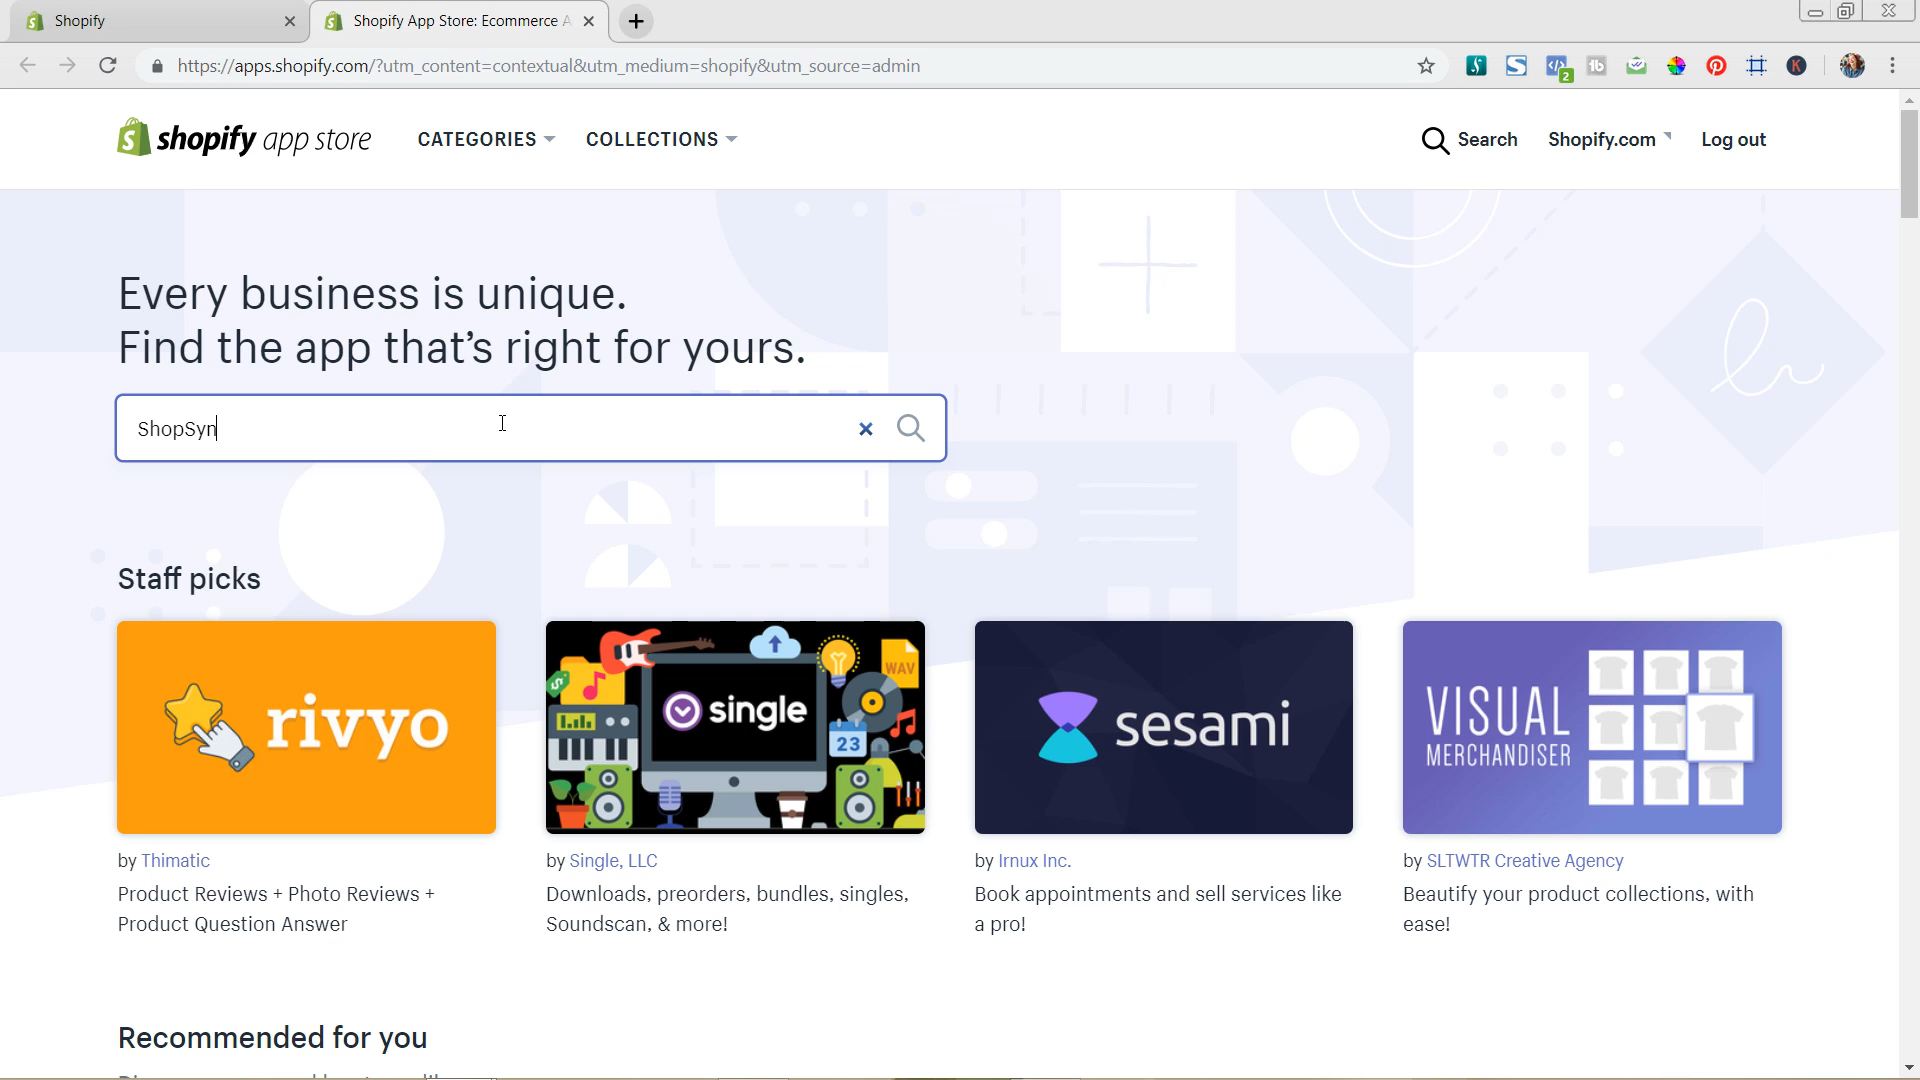 Shopify
Shopify App Store: Ecommerce A
https://apps.shopify.com/?utm_content=contextual&utm_medium=shopify&utm_source=admin
2
K
shopify app store
CATEGORIES
COLLECTIONS
Search
Shopify.com
Log out
Every business is unique.
Find the app that’s right for yours.
ShopSyn
Staff picks
rivyo
WAV
single
23
sesami
VISUAL
MERCHANDISER
by Thimatic
Product Reviews + Photo Reviews +
Product Question Answer
by Single, LLC
Downloads, preorders, bundles, singles,
Soundscan, & more!
by Irnux Inc.
Book appointments and sell services like
a pro!
by SLTWTR Creative Agency
Beautify your product collections, with
ease!
Recommended for you